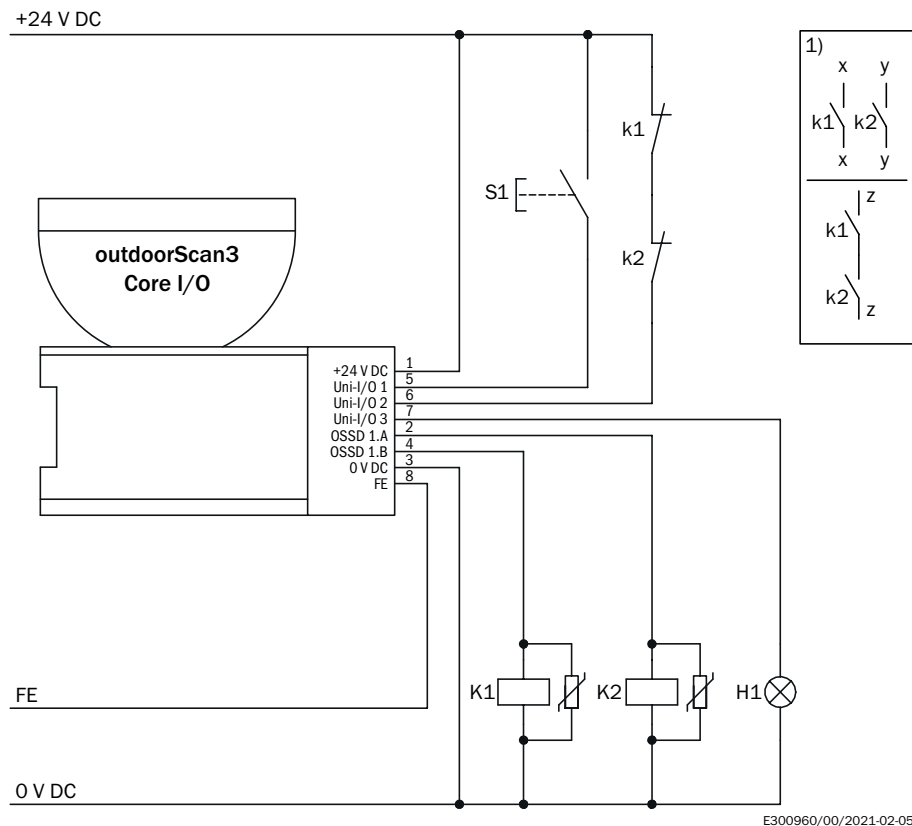 +24 V DC
1)
x y
k1 k2
x y
z
k1
k2
z
k1
S1
k2
outdoorScan3
Core I/O
+24 V DC 1
Uni-I/O 1 5
Uni-I/O 2 6
Uni-I/O 3 7
OSSD 1.A 2
OSSD 1.B 4
0 V DC 3
FE 8
FE
K1 K2 H1
0 V DC
E300960/00/2021-02-05